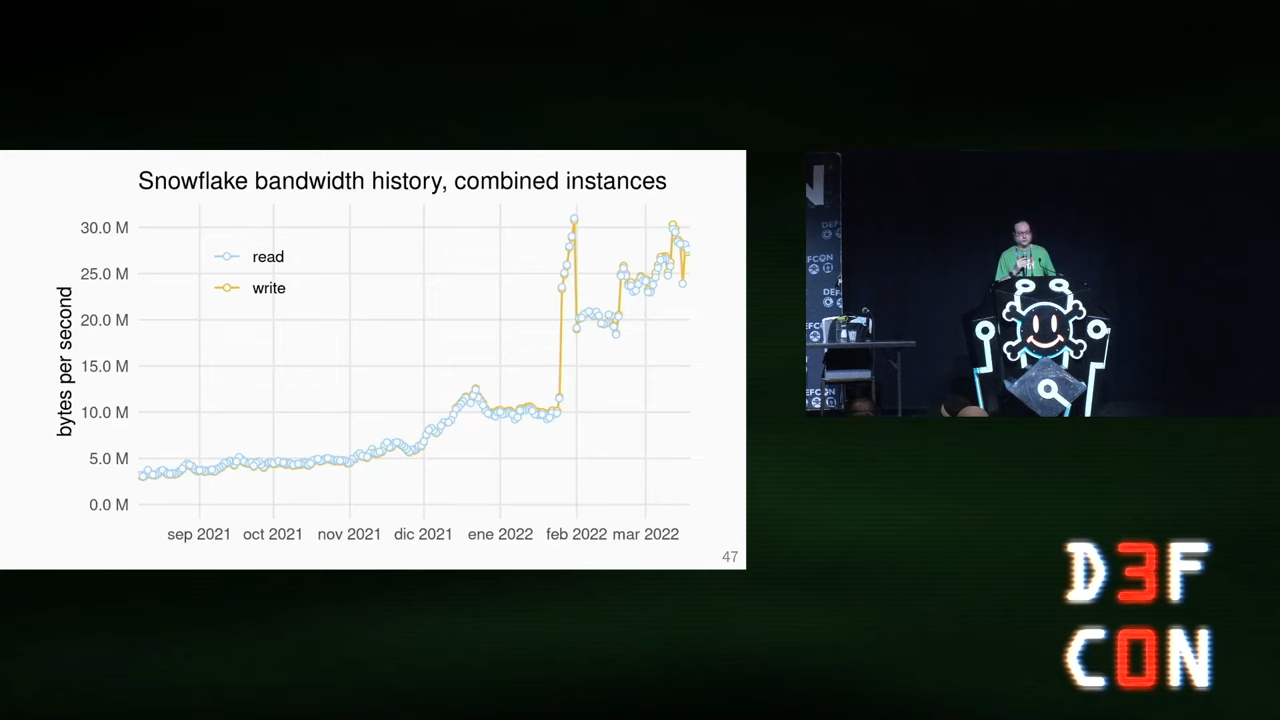 Snowflake bandwidth history, combined instances
30.0 M
25.0 M
20.0 M
15.0 M
10.0 M
5.0 M
0.0 M
bytes per second
read
write
sep 2021 oct 2021 nov 2021 dic 2021 ene 2022 feb 2022 mar 2022
47
N
DEFCON
D3F
C0N